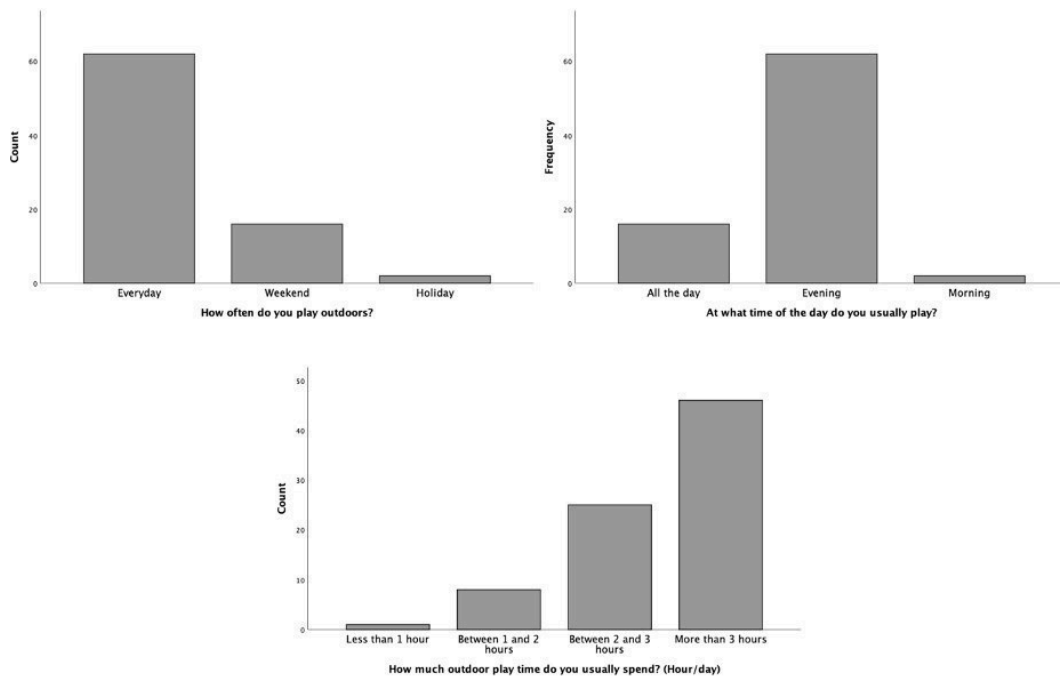 Count
60
40
20
0
Everyday Weekend Holiday
How often do you play outdoors?
Frequency
60
40
20
0
All the day Evening Morning
At what time of the day do you usually play?
Count
50
40
30
20
10
0
Less than 1 hour Between 1 and 2 Between 2 and 3 More than 3 hours
hours hours
How much outdoor play time do you usually spend? (Hour/day)